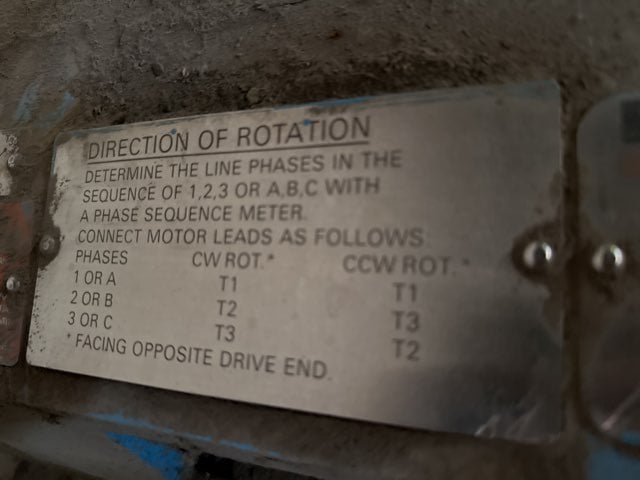 DIRECTION OF ROTATION
DETERMINE THE LINE PHASES IN THE
SEQUENCE OF 1,2,3 OR A,B,C WITH
A PHASE SEQUENCE METER.
CONNECT MOTOR LEADS AS FOLLOWS:
PHASES CW ROT.* CCW ROT.*
1 OR A T1 T1
2 OR B T2 T3
3 OR C T3 T2
* FACING OPPOSITE DRIVE END.